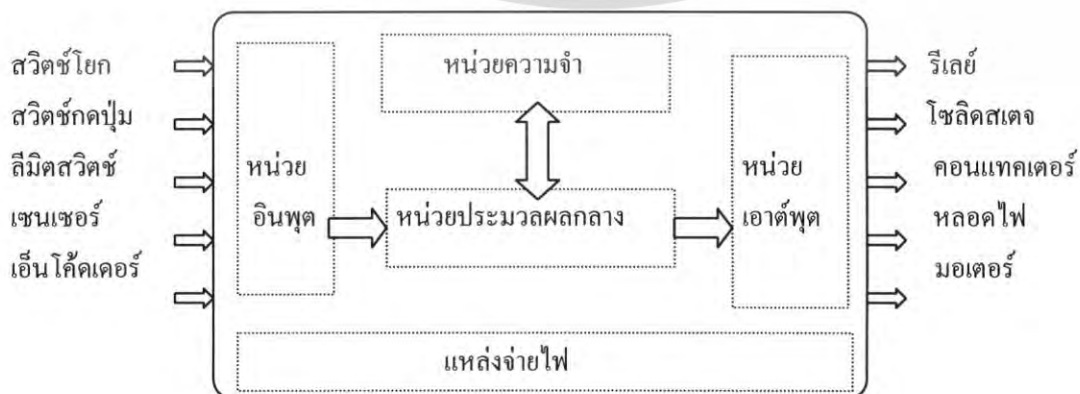 สวิตช์โยก
สวิตช์กดปุ่ม
ลีมิตสวิตช์
เซนเซอร์
เอ็นโค้ดเดอร์
หน่วย
อินพุต
หน่วยความจำ
หน่วยประมวลผลกลาง
หน่วย
เอาต์พุต
รีเลย์
โซลิดสเตจ
คอนแทคเตอร์
หลอดไฟ
มอเตอร์
แหล่งจ่ายไฟ